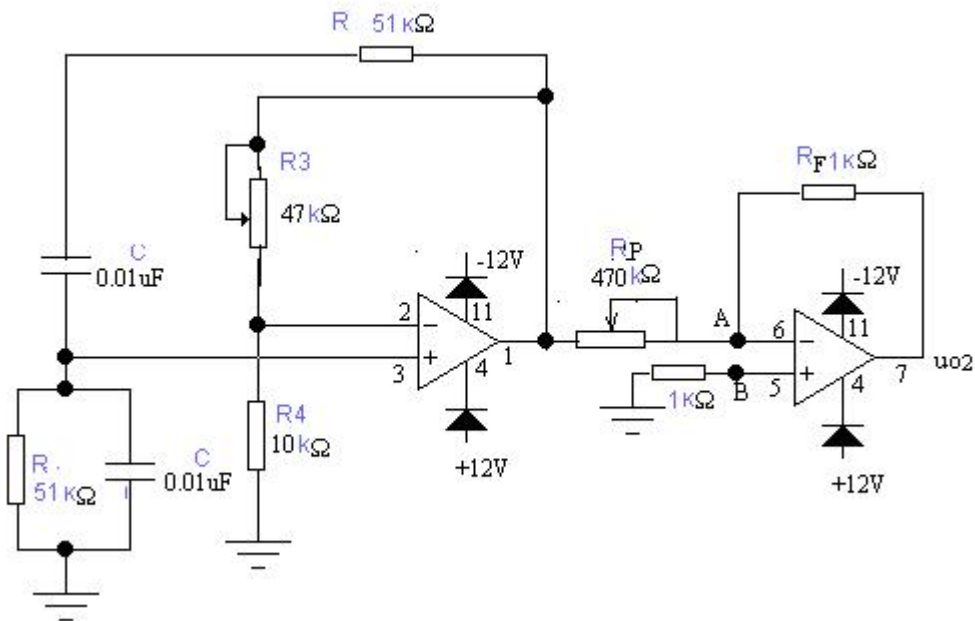 R 51KΩ
R3
47kΩ
C
0.01uF
-12V
2
11
3
4
1
+12V
R4
10kΩ
R
51KΩ
C
0.01uF
RP
470kΩ
A
B
1KΩ
RF1KΩ
-12V
6
11
5
4
7
uo2
+12V